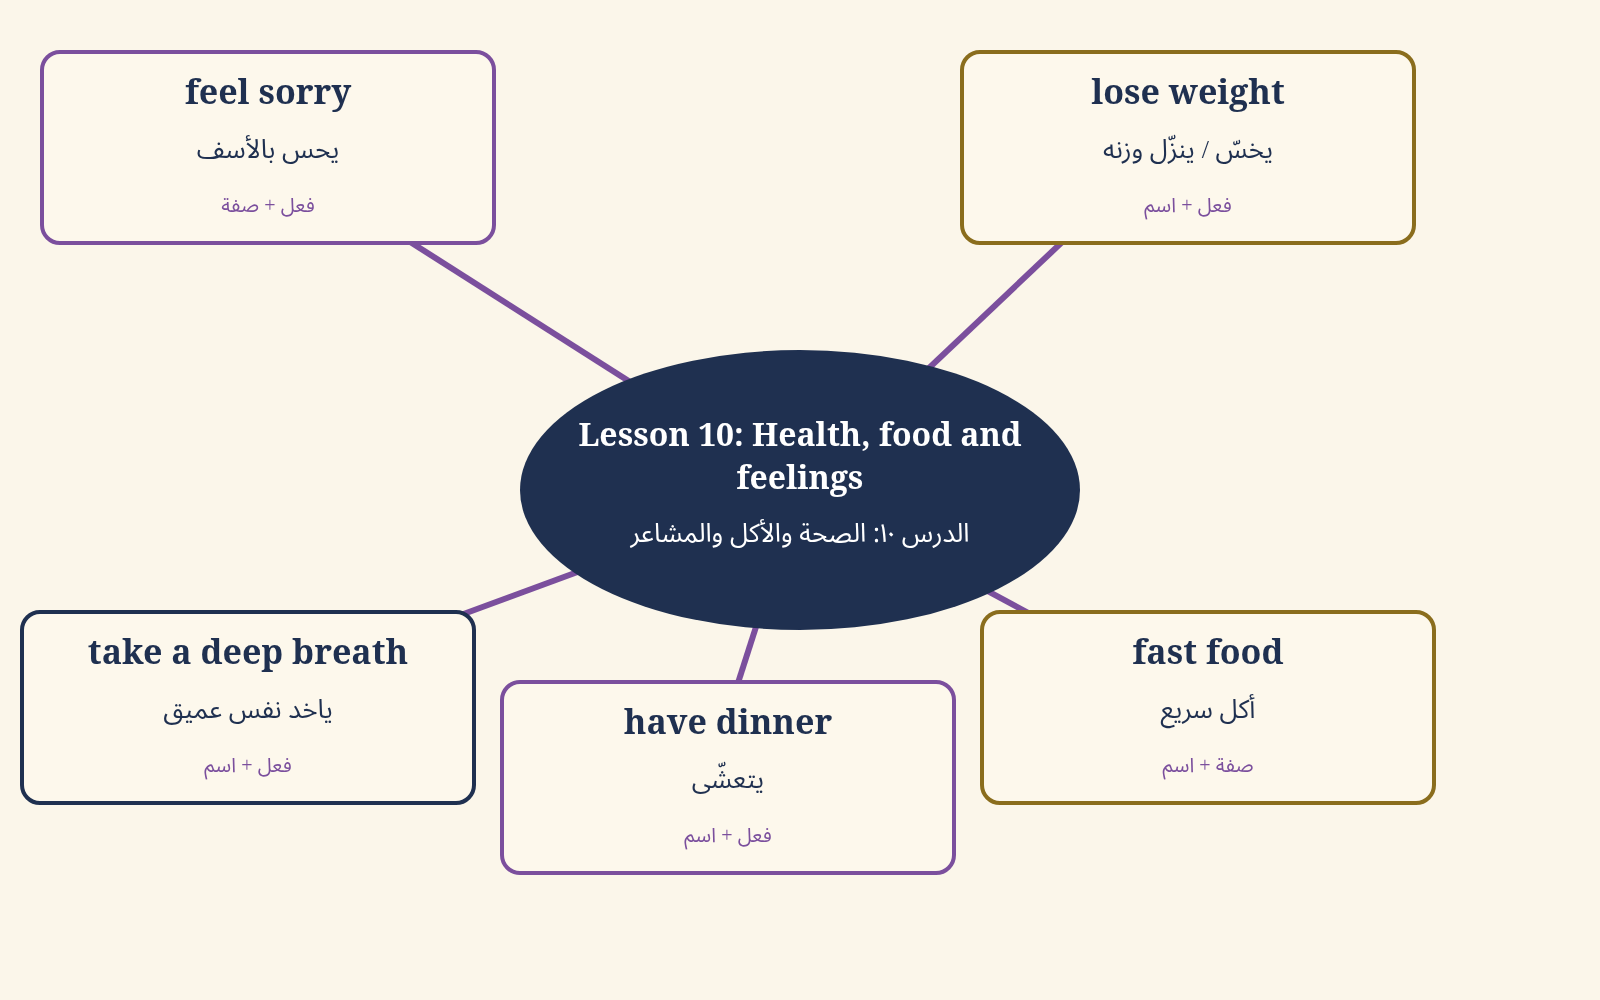 feel sorry
يحس بالأسف
فعل + صفة
lose weight
يخسّ / ينزّل وزنه
فعل + اسم
Lesson 10: Health, food and
feelings
الدرس ١٠: الصحة والأكل والمشاعر
take a deep breath
ياخد نفس عميق
فعل + اسم
have dinner
يتعشّى
فعل + اسم
fast food
أكل سريع
صفة + اسم